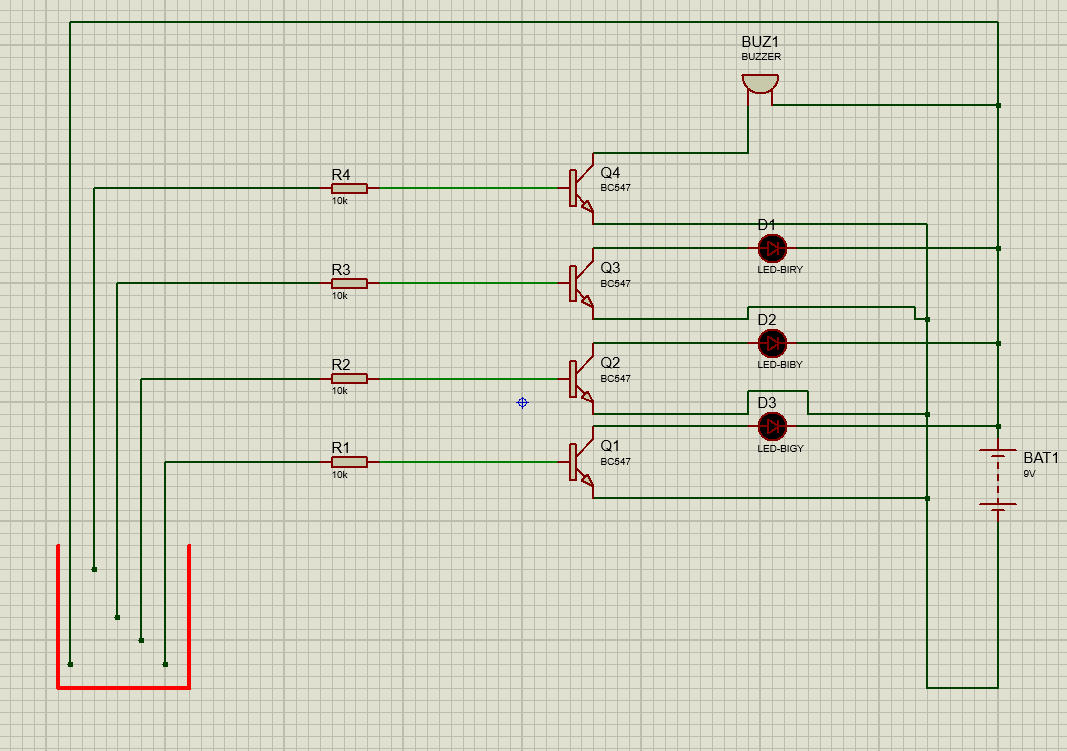 BUZ1
BUZZER
R4
10k
Q4
BC547
D1
LED-BIRY
R3
10k
Q3
BC547
D2
LED-BIBY
R2
10k
Q2
BC547
D3
LED-BIGY
R1
10k
Q1
BC547
BAT1
9V